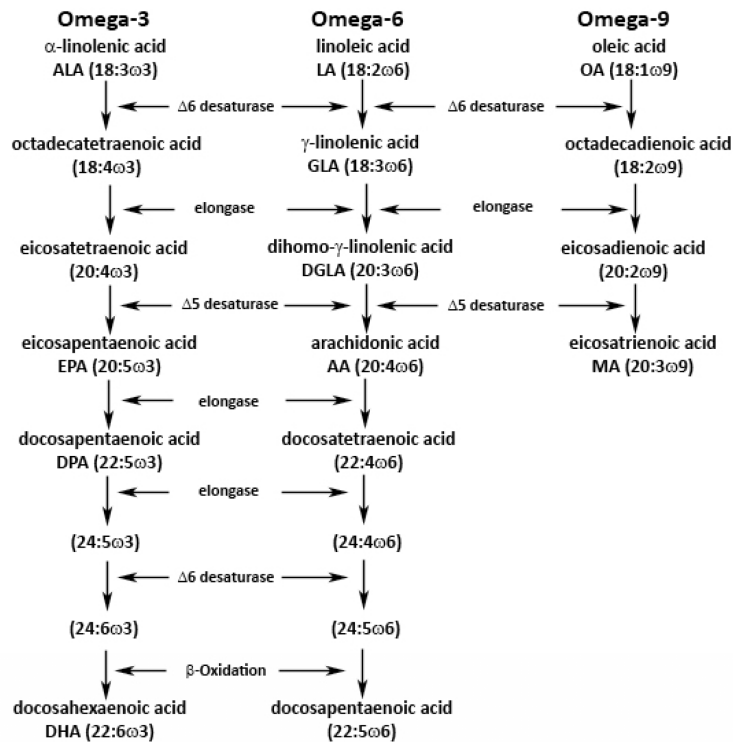 Omega-3 Omega-6 Omega-9
α-linolenic acid linoleic acid oleic acid
ALA (18:3ω3) LA (18:2ω6) OA (18:1ω9)
Δ6 desaturase Δ6 desaturase
octadecatetraenoic acid γ-linolenic acid octadecadienoic acid
(18:4ω3) GLA (18:3ω6) (18:2ω9)
elongase elongase
eicosatetraenoic acid dihomo-γ-linolenic acid eicosadienoic acid
(20:4ω3) DGLA (20:3ω6) (20:2ω9)
Δ5 desaturase Δ5 desaturase
eicosapentaenoic acid arachidonic acid eicosatrienoic acid
EPA (20:5ω3) AA (20:4ω6) MA (20:3ω9)
elongase
docosapentaenoic acid docosatetraenoic acid
DPA (22:5ω3) (22:4ω6)
elongase
(24:5ω3) (24:4ω6)
Δ6 desaturase
(24:6ω3) (24:5ω6)
β-Oxidation
docosahexaenoic acid docosapentaenoic acid
DHA (22:6ω3) (22:5ω6)